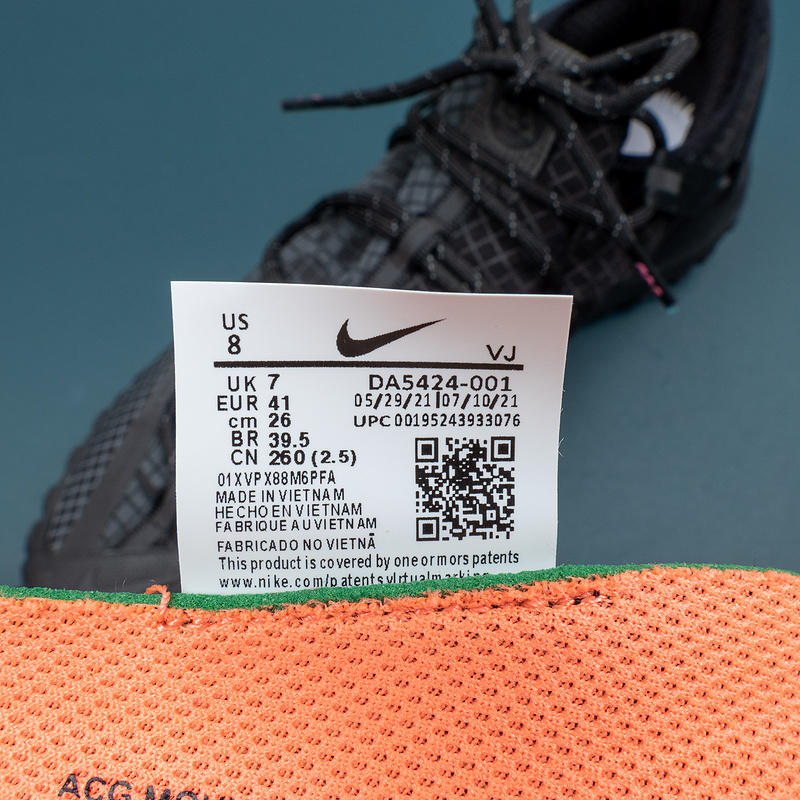 US
8
VJ
UK 7
EUR 41
cm 26
BR 39.5
CN 260 (2.5)
DA5424-001
05/29/21|07/10/21
UPC 00195243933076
01XVPX88M6PFA
MADE IN VIETNAM
HECHO EN VIETNAM
FABRIQUE AU VIETNAM
FABRICADO NO VIETNÃ
This product is covered by one or mors patents
www.nike.com/patentsvlrtualmarking
ACG